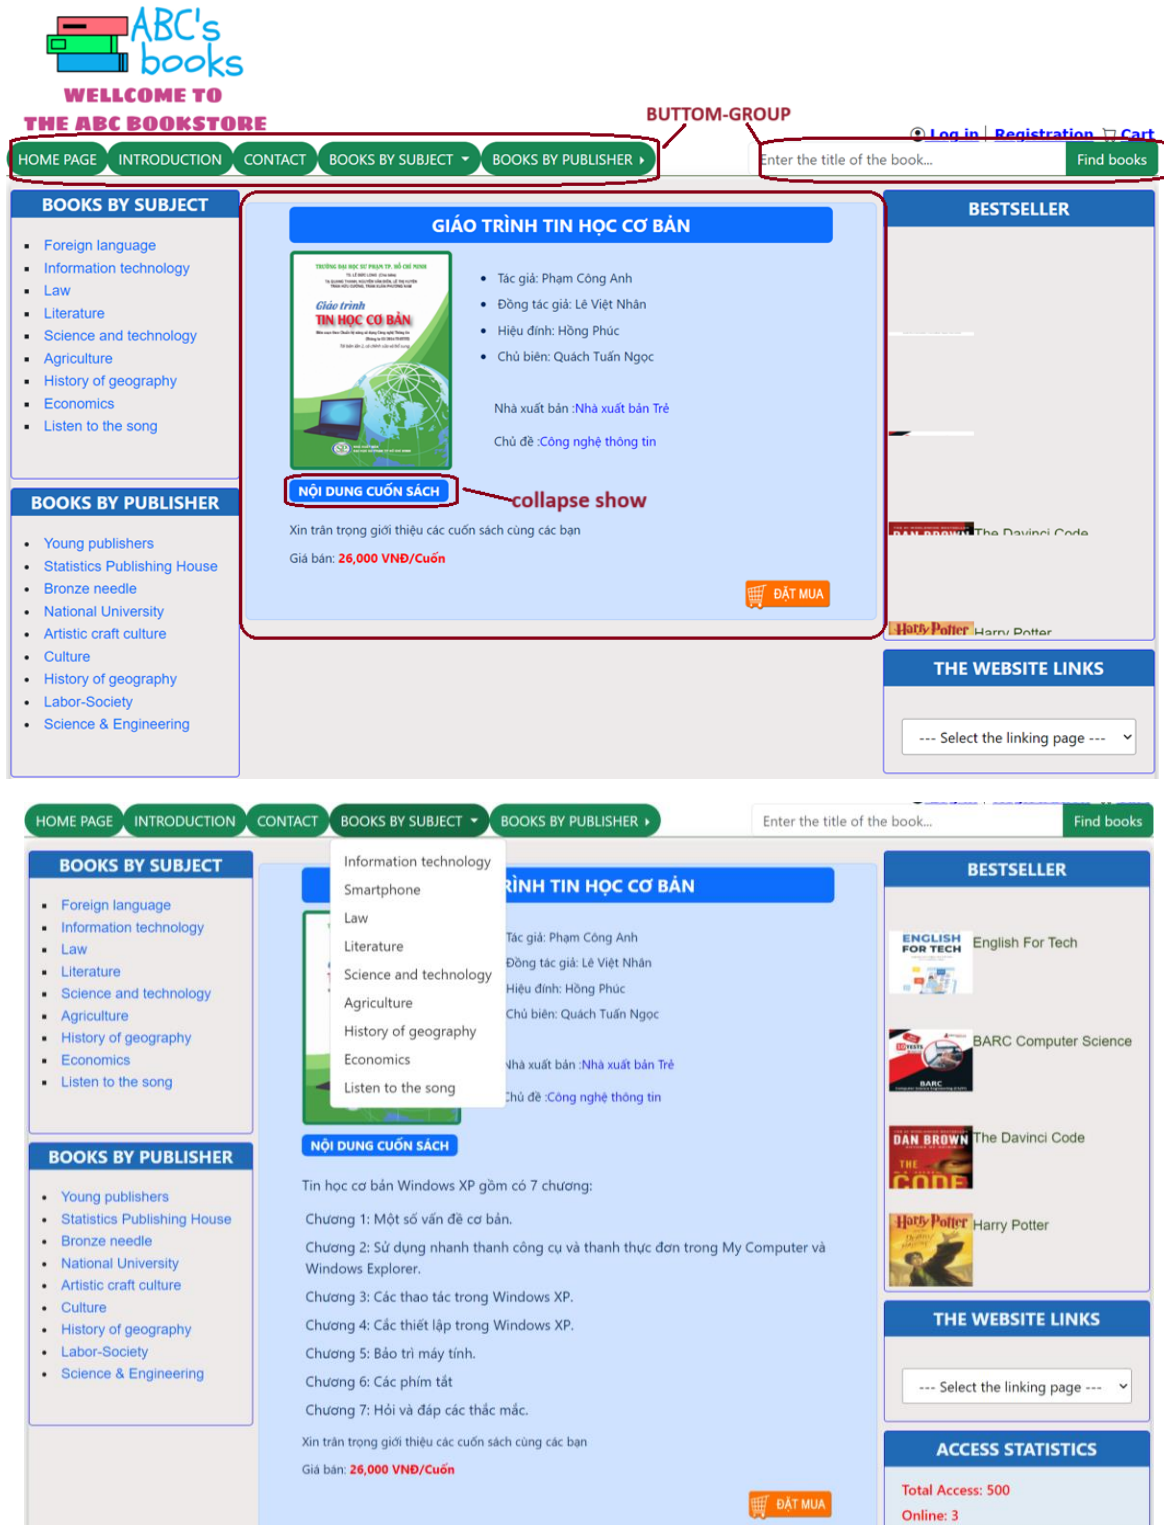 ABC's
books
WELLCOME TO
THE ABC BOOKSTORE
BUTTOM-GROUP
Log in | Registration Cart
HOME PAGE INTRODUCTION CONTACT BOOKS BY SUBJECT BOOKS BY PUBLISHER
Enter the title of the book... Find books
BOOKS BY SUBJECT
Foreign language
Information technology
Law
Literature
Science and technology
Agriculture
History of geography
Economics
Listen to the song
BOOKS BY PUBLISHER
Young publishers
Statistics Publishing House
Bronze needle
National University
Artistic craft culture
Culture
History of geography
Labor-Society
Science & Engineering
GIÁO TRÌNH TIN HỌC CƠ BẢN
TRƯỜNG ĐẠI HỌC SƯ PHẠM TP. HỒ CHÍ MINH
Giáo trình
TIN HỌC CƠ BẢN
Tác giả: Phạm Công Anh
Đồng tác giả: Lê Việt Nhân
Hiệu đính: Hồng Phúc
Chủ biên: Quách Tuấn Ngọc
Nhà xuất bản :Nhà xuất bản Trẻ
Chủ đề :Công nghệ thông tin
NỘI DUNG CUỐN SÁCH
collapse show
Xin trân trọng giới thiệu các cuốn sách cùng các bạn
Giá bán: 26,000 VNĐ/Cuốn
ĐẶT MUA
BESTSELLER
DAN BROWN The Davinci Code
Harry Potter Harry Potter
THE WEBSITE LINKS
--- Select the linking page ---
HOME PAGE INTRODUCTION CONTACT BOOKS BY SUBJECT BOOKS BY PUBLISHER
Enter the title of the book... Find books
BOOKS BY SUBJECT
Foreign language
Information technology
Law
Literature
Science and technology
Agriculture
History of geography
Economics
Listen to the song
BOOKS BY PUBLISHER
Young publishers
Statistics Publishing House
Bronze needle
National University
Artistic craft culture
Culture
History of geography
Labor-Society
Science & Engineering
Information technology
Smartphone
Law
Literature
Science and technology
Agriculture
History of geography
Economics
Listen to the song
RÌNH TIN HỌC CƠ BẢN
Tác giả: Phạm Công Anh
Đồng tác giả: Lê Việt Nhân
Hiệu đính: Hồng Phúc
Chủ biên: Quách Tuấn Ngọc
Nhà xuất bản :Nhà xuất bản Trẻ
Chủ đề :Công nghệ thông tin
NỘI DUNG CUỐN SÁCH
Tin học cơ bản Windows XP gồm có 7 chương:
Chương 1: Một số vấn đề cơ bản.
Chương 2: Sử dụng nhanh thanh công cụ và thanh thực đơn trong My Computer và
Windows Explorer.
Chương 3: Các thao tác trong Windows XP.
Chương 4: Các thiết lập trong Windows XP.
Chương 5: Bảo trì máy tính.
Chương 6: Các phím tắt
Chương 7: Hỏi và đáp các thắc mắc.
Xin trân trọng giới thiệu các cuốn sách cùng các bạn
Giá bán: 26,000 VNĐ/Cuốn
ĐẶT MUA
BESTSELLER
ENGLISH
FOR TECH
English For Tech
BARC
BARC Computer Science
DAN BROWN
THE
CODE
The Davinci Code
Harry Potter
Harry Potter
THE WEBSITE LINKS
--- Select the linking page ---
ACCESS STATISTICS
Total Access: 500
Online: 3